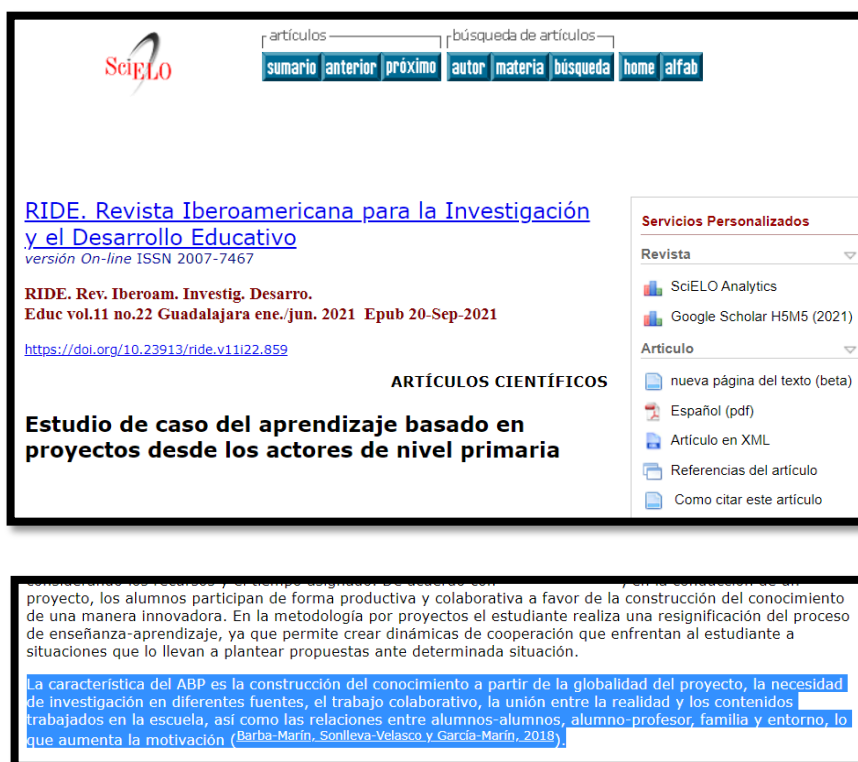 artículos
búsqueda de artículos
SciELO
sumario anterior próximo autor materia búsqueda home alfab
RIDE. Revista Iberoamericana para la Investigación
y el Desarrollo Educativo
versión On-line ISSN 2007-7467
RIDE. Rev. Iberoam. Investig. Desarro.
Educ vol.11 no.22 Guadalajara ene./jun. 2021 Epub 20-Sep-2021
https://doi.org/10.23913/ride.v11i22.859
ARTÍCULOS CIENTÍFICOS
Estudio de caso del aprendizaje basado en
proyectos desde los actores de nivel primaria
Servicios Personalizados
Revista
SciELO Analytics
Google Scholar H5M5 (2021)
Articulo
nueva página del texto (beta)
Español (pdf)
Articulo en XML
Referencias del artículo
Como citar este artículo
proyecto, los alumnos participan de forma productiva y colaborativa a favor de la construcción del conocimiento
de una manera innovadora. En la metodología por proyectos el estudiante realiza una resignificación del proceso
de enseñanza-aprendizaje, ya que permite crear dinámicas de cooperación que enfrentan al estudiante a
situaciones que lo llevan a plantear propuestas ante determinada situación.
La característica del ABP es la construcción del conocimiento a partir de la globalidad del proyecto, la necesidad
de investigación en diferentes fuentes, el trabajo colaborativo, la unión entre la realidad y los contenidos
trabajados en la escuela, así como las relaciones entre alumnos-alumnos, alumno-profesor, familia y entorno, lo
que aumenta la motivación (Barba-Marín, Sonlleva-Velasco y García-Marín, 2018).